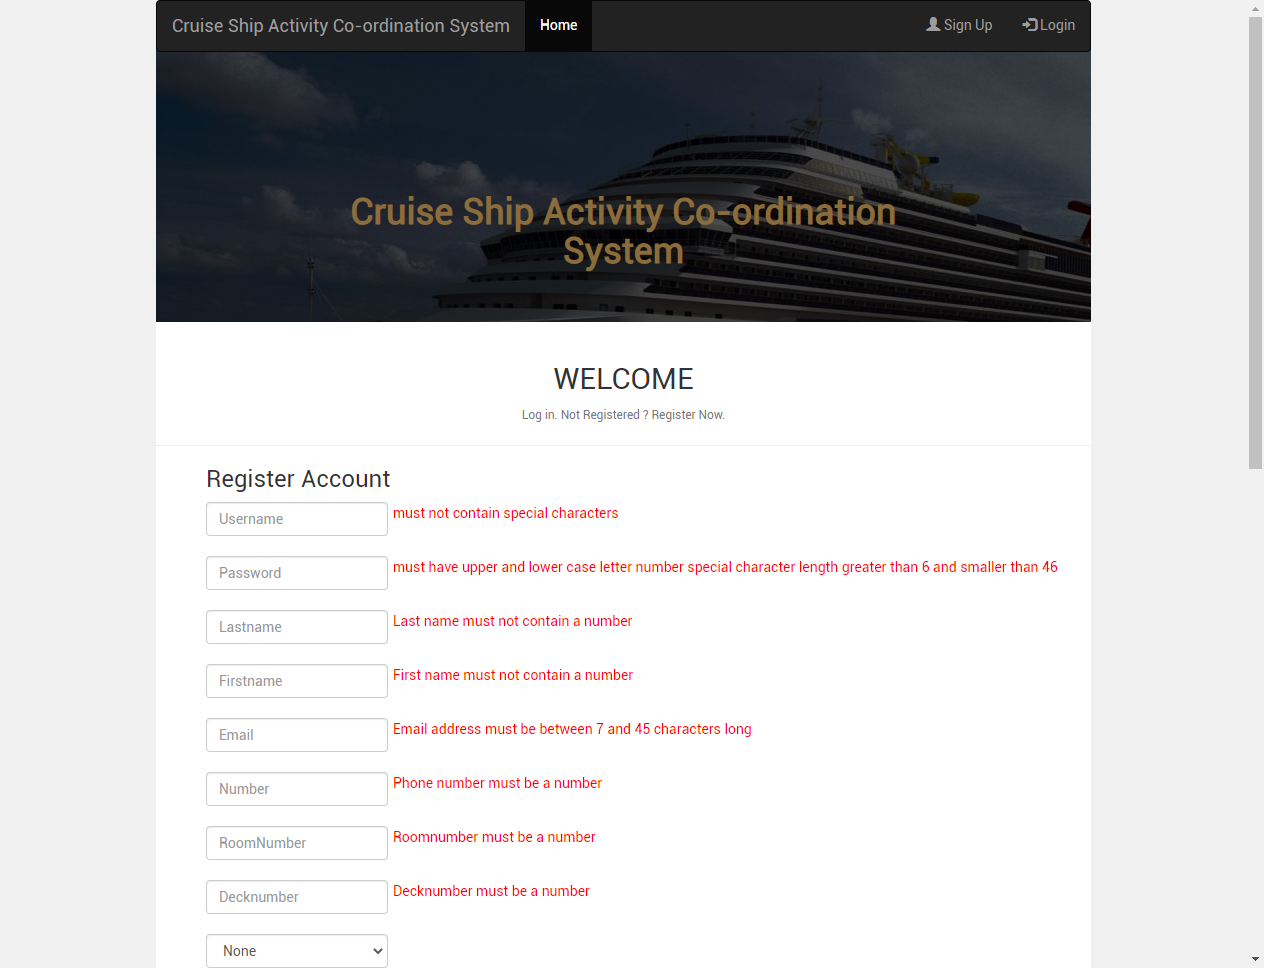 Cruise Ship Activity Co-ordination System Home Sign Up Login
Cruise Ship Activity Co-ordination
System
WELCOME
Log in. Not Registered ? Register Now.
Register Account
Username must not contain special characters
Password must have upper and lower case letter number special character length greater than 6 and smaller than 46
Lastname Last name must not contain a number
Firstname First name must not contain a number
Email Email address must be between 7 and 45 characters long
Number Phone number must be a number
RoomNumber Roomnumber must be a number
Decknumber Decknumber must be a number
None